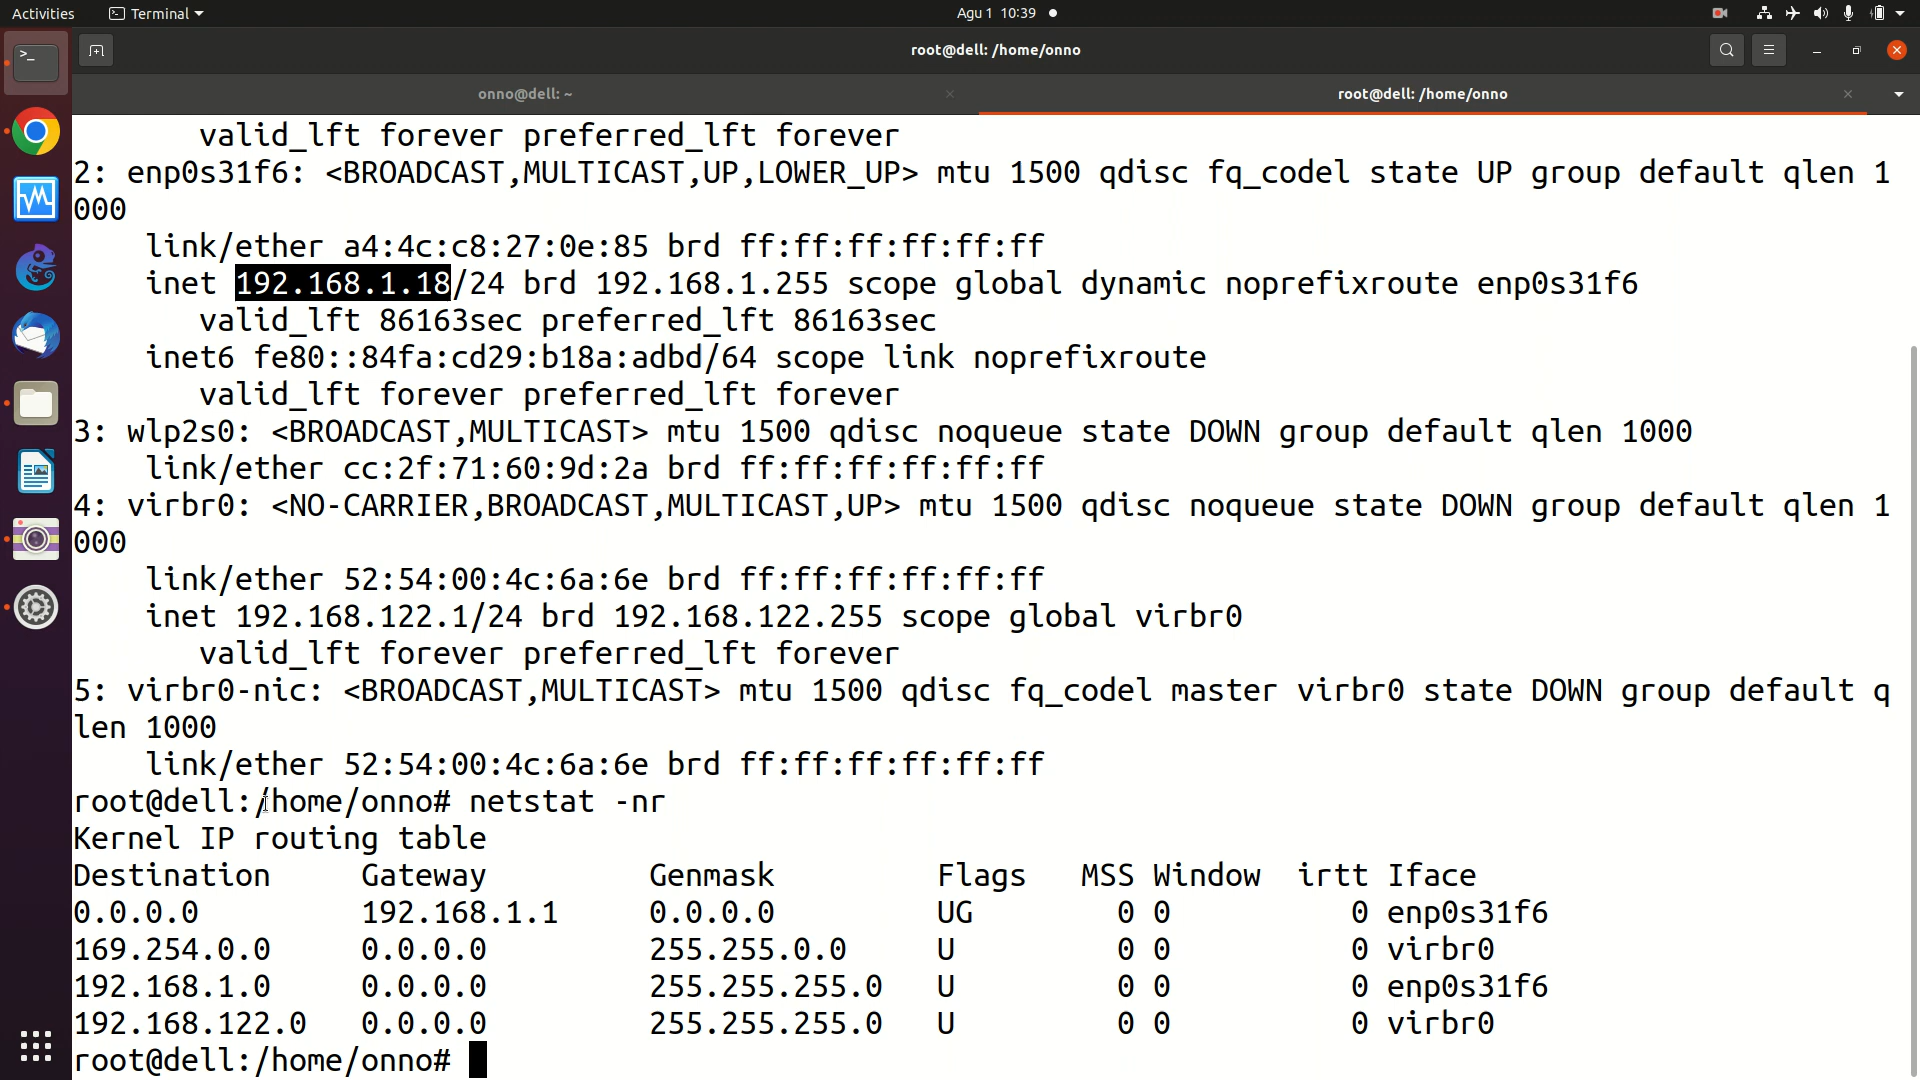 Activities Terminal Agu 1 10:39
root@dell: /home/onno
onno@dell: ~ root@dell: /home/onno
valid_lft forever preferred_lft forever
2: enp0s31f6: <BROADCAST,MULTICAST,UP,LOWER_UP> mtu 1500 qdisc fq_codel state UP group default qlen 1
000
link/ether a4:4c:c8:27:0e:85 brd ff:ff:ff:ff:ff:ff
inet 192.168.1.18/24 brd 192.168.1.255 scope global dynamic noprefixroute enp0s31f6
valid_lft 86163sec preferred_lft 86163sec
inet6 fe80::84fa:cd29:b18a:adbd/64 scope link noprefixroute
valid_lft forever preferred_lft forever
3: wlp2s0: <BROADCAST,MULTICAST> mtu 1500 qdisc noqueue state DOWN group default qlen 1000
link/ether cc:2f:71:60:9d:2a brd ff:ff:ff:ff:ff:ff
4: virbr0: <NO-CARRIER,BROADCAST,MULTICAST,UP> mtu 1500 qdisc noqueue state DOWN group default qlen 1
000
link/ether 52:54:00:4c:6a:6e brd ff:ff:ff:ff:ff:ff
inet 192.168.122.1/24 brd 192.168.122.255 scope global virbr0
valid_lft forever preferred_lft forever
5: virbr0-nic: <BROADCAST,MULTICAST> mtu 1500 qdisc fq_codel master virbr0 state DOWN group default q
len 1000
link/ether 52:54:00:4c:6a:6e brd ff:ff:ff:ff:ff:ff
root@dell:/home/onno# netstat -nr
Kernel IP routing table
Destination Gateway Genmask Flags MSS Window irtt Iface
0.0.0.0 192.168.1.1 0.0.0.0 UG 0 0 0 enp0s31f6
169.254.0.0 0.0.0.0 255.255.0.0 U 0 0 0 virbr0
192.168.1.0 0.0.0.0 255.255.255.0 U 0 0 0 enp0s31f6
192.168.122.0 0.0.0.0 255.255.255.0 U 0 0 0 virbr0
root@dell:/home/onno#